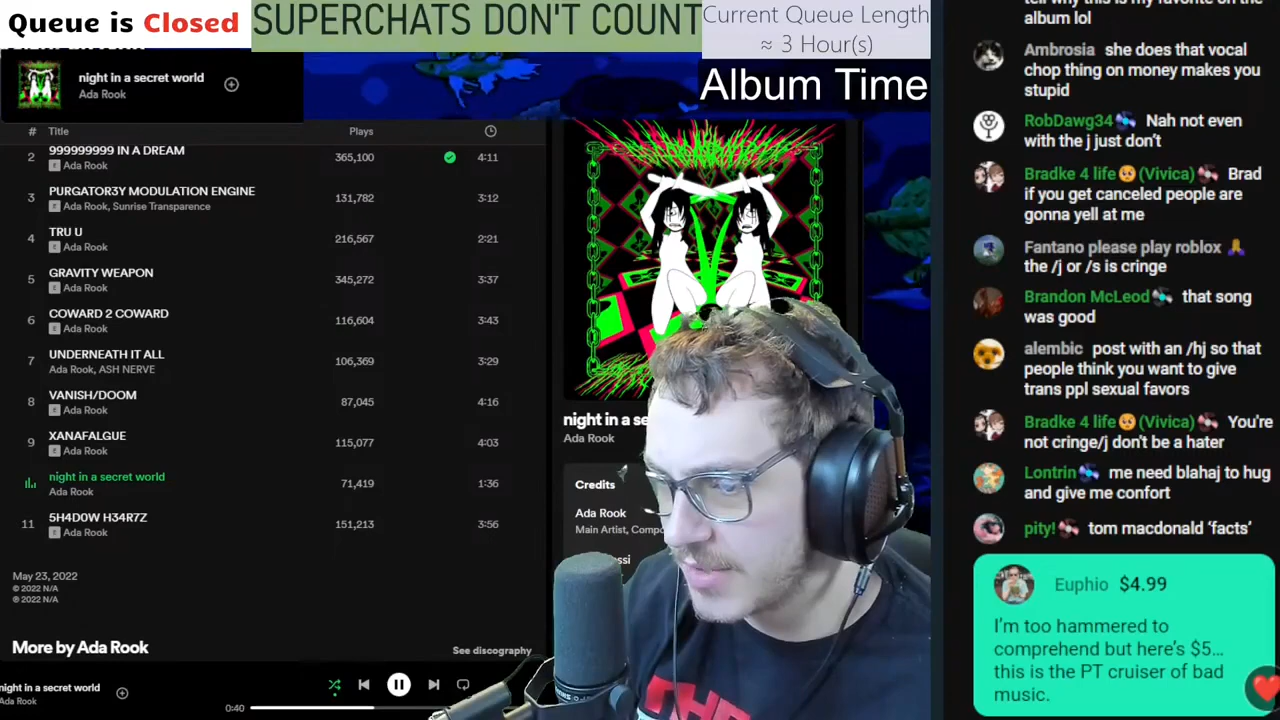 Queue is Closed
SUPERCHATS DON'T COUNT
Current Queue Length
≈ 3 Hour(s)
Album Time
night in a secret world
Ada Rook
# Title Plays
2 999999999 IN A DREAM 365,100 4:11
E Ada Rook
3 PURGATOR3Y MODULATION ENGINE 131,782 3:12
E Ada Rook, Sunrise Transparence
4 TRU U 216,567 2:21
E Ada Rook
5 GRAVITY WEAPON 345,272 3:37
E Ada Rook
6 COWARD 2 COWARD 116,604 3:43
E Ada Rook
7 UNDERNEATH IT ALL 106,369 3:29
Ada Rook, ASH NERVE
8 VANISH/DOOM 87,045 4:16
E Ada Rook
9 XANAFALGUE 115,077 4:03
E Ada Rook
night in a secret world 71,419 1:36
Ada Rook
11 5H4D0W H34R7Z 151,213 3:56
E Ada Rook
May 23, 2022
© 2022 N/A
℗ 2022 N/A
More by Ada Rook See discography
night in a secret world
Ada Rook
0:40
night in a se
Ada Rook
Credits
Ada Rook
Main Artist, Compo
THE
album lol
Ambrosia she does that vocal
chop thing on money makes you
stupid
RobDawg34 Nah not even
with the j just don't
Bradke 4 life🥺(Vivica) Brad
if you get canceled people are
gonna yell at me
Fantano please play roblox 🙏
the /j or /s is cringe
Brandon McLeod that song
was good
alembic post with an /hj so that
people think you want to give
trans ppl sexual favors
Bradke 4 life🥺(Vivica) You're
not cringe/j don't be a hater
Lontrin me need blahaj to hug
and give me confort
pity! tom macdonald 'facts'
Euphio $4.99
I'm too hammered to
comprehend but here's $5...
this is the PT cruiser of bad
music.